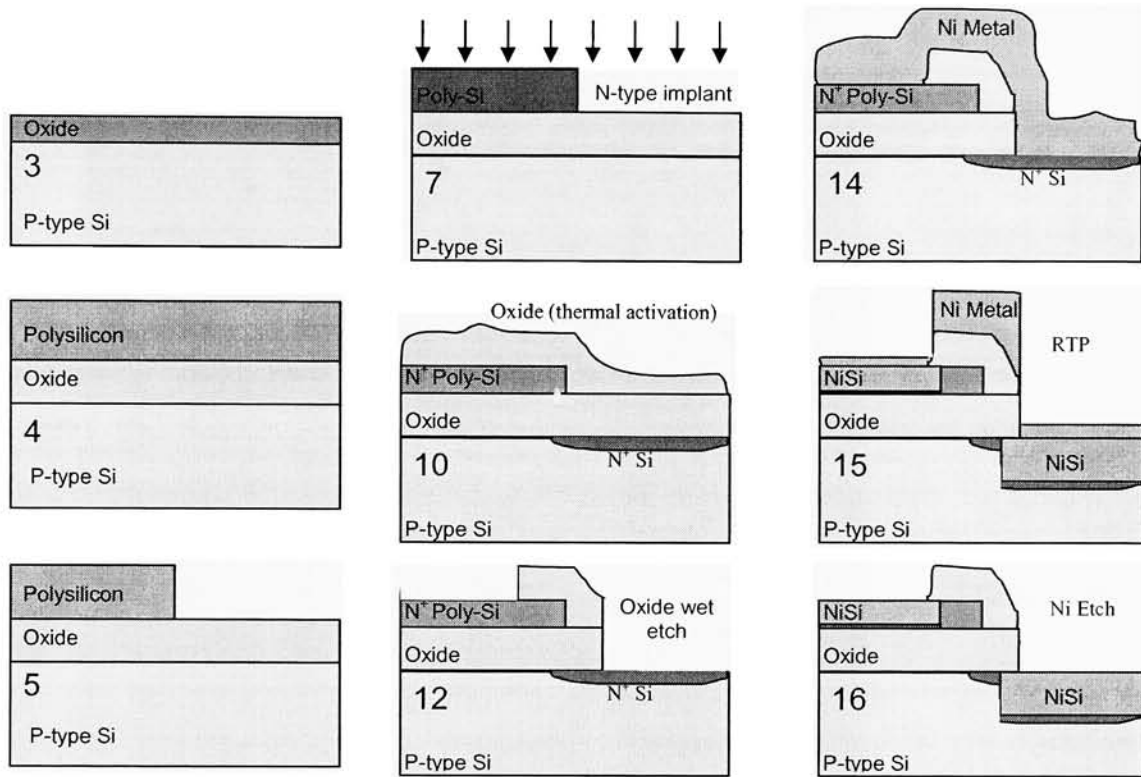 Oxide
3
P-type Si
Polysilicon
Oxide
4
P-type Si
Polysilicon
Oxide
5
P-type Si
Poly-Si
N-type implant
Oxide
7
P-type Si
Oxide (thermal activation)
N⁺ Poly-Si
Oxide
10
N⁺ Si
P-type Si
N⁺ Poly-Si
Oxide wet
etch
Oxide
12
N⁺ Si
P-type Si
Ni Metal
N⁺ Poly-Si
Oxide
14
N⁺ Si
P-type Si
Ni Metal
RTP
NiSi
Oxide
15
NiSi
P-type Si
NiSi
Ni Etch
Oxide
16
NiSi
P-type Si